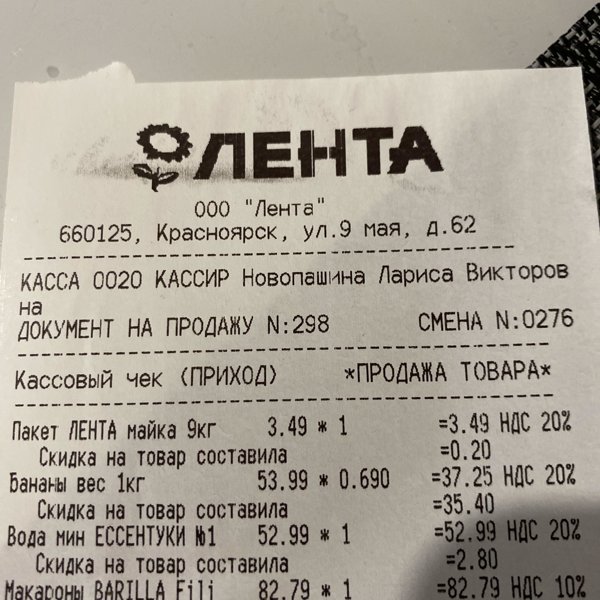 ЛЕНТА
ООО "Лента"
660125, Красноярск, ул.9 мая, д.62
КАССА 0020 КАССИР Новопашина Лариса Викторов
на
ДОКУМЕНТ НА ПРОДАЖУ N:298 СМЕНА N:0276
Кассовый чек (ПРИХОД) *ПРОДАЖА ТОВАРА*
Пакет ЛЕНТА майка 9кг 3.49 * 1 =3.49 НДС 20%
Скидка на товар составила =0.20
Бананы вес 1кг 53.99 * 0.690 =37.25 НДС 20%
Скидка на товар составила =35.40
Вода мин ЕССЕНТУКИ №1 52.99 * 1 =52.99 НДС 20%
Скидка на товар составила =2.80
Макароны BARILLA Fili 82.79 * 1 =82.79 НДС 10%